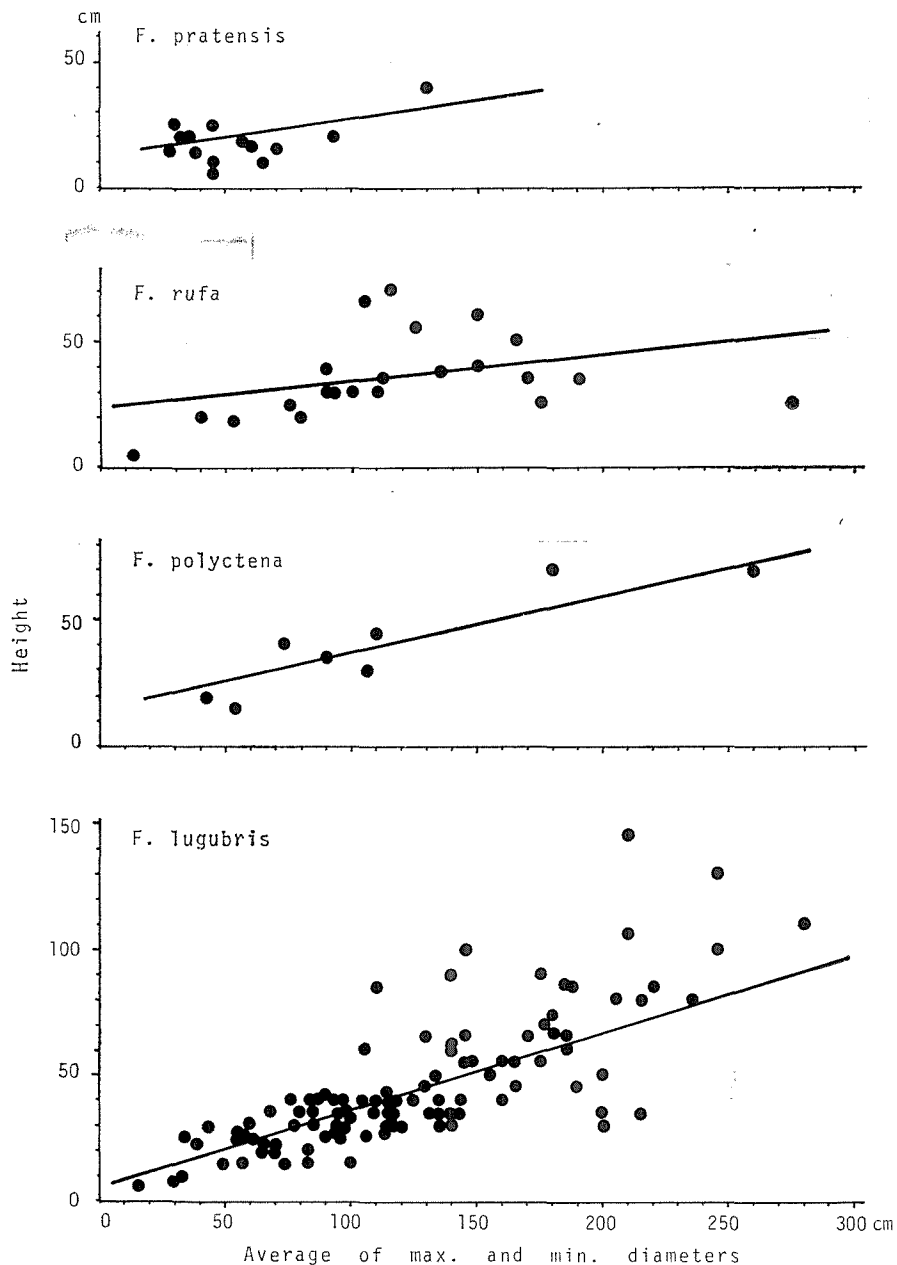 cm
F. pratensis
50
0
F. rufa
50
0
F. polyctena
50
0
Height
F. lugubris
150
100
50
0
0 50 100 150 200 250 300 cm
Average of max. and min. diameters